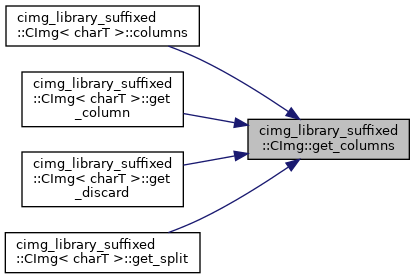 cimg_library_suffixed
::CImg< charT >::columns
cimg_library_suffixed
::CImg< charT >::get
_column
cimg_library_suffixed
::CImg::get_columns
cimg_library_suffixed
::CImg< charT >::get
_discard
cimg_library_suffixed
::CImg< charT >::get_split